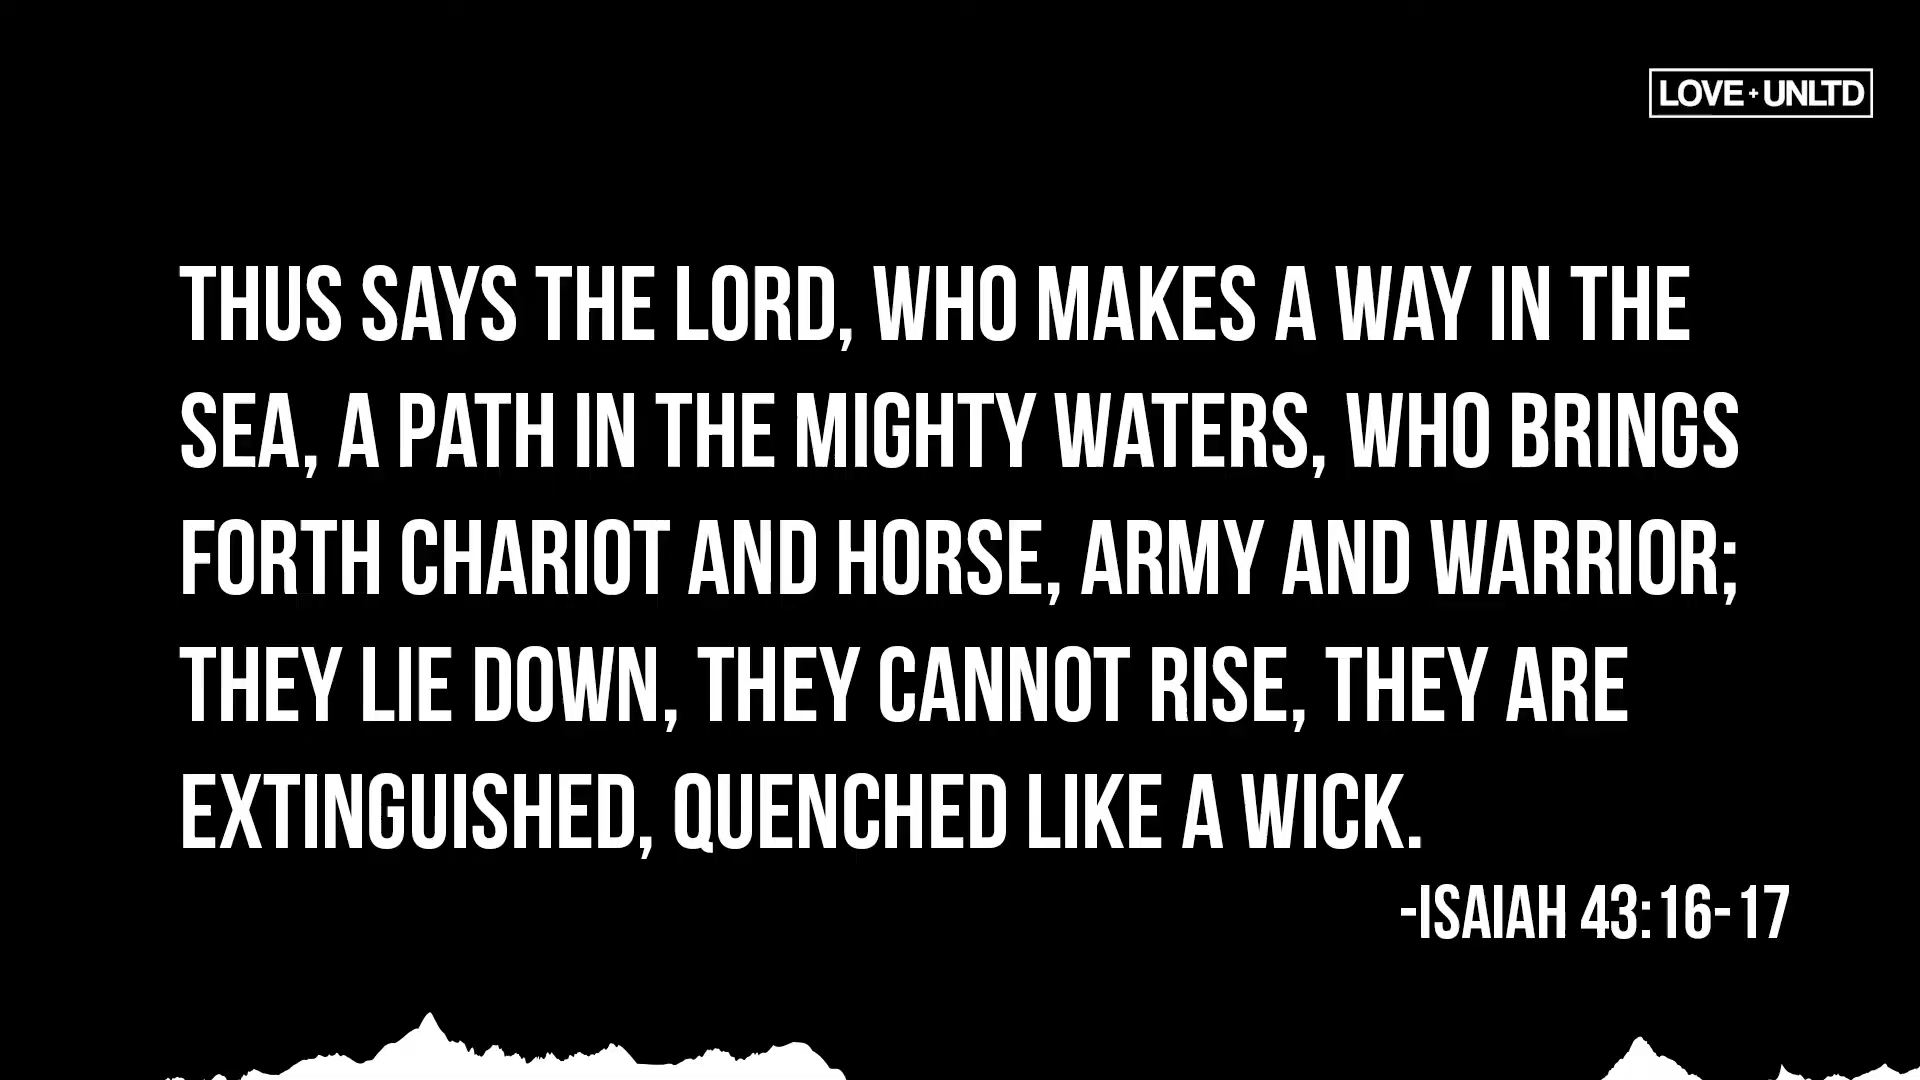 LOVE + UNLTD
THUS SAYS THE LORD, WHO MAKES A WAY IN THE
SEA, A PATH IN THE MIGHTY WATERS, WHO BRINGS
FORTH CHARIOT AND HORSE, ARMY AND WARRIOR;
THEY LIE DOWN, THEY CANNOT RISE, THEY ARE
EXTINGUISHED, QUENCHED LIKE A WICK.
-ISAIAH 43:16-17